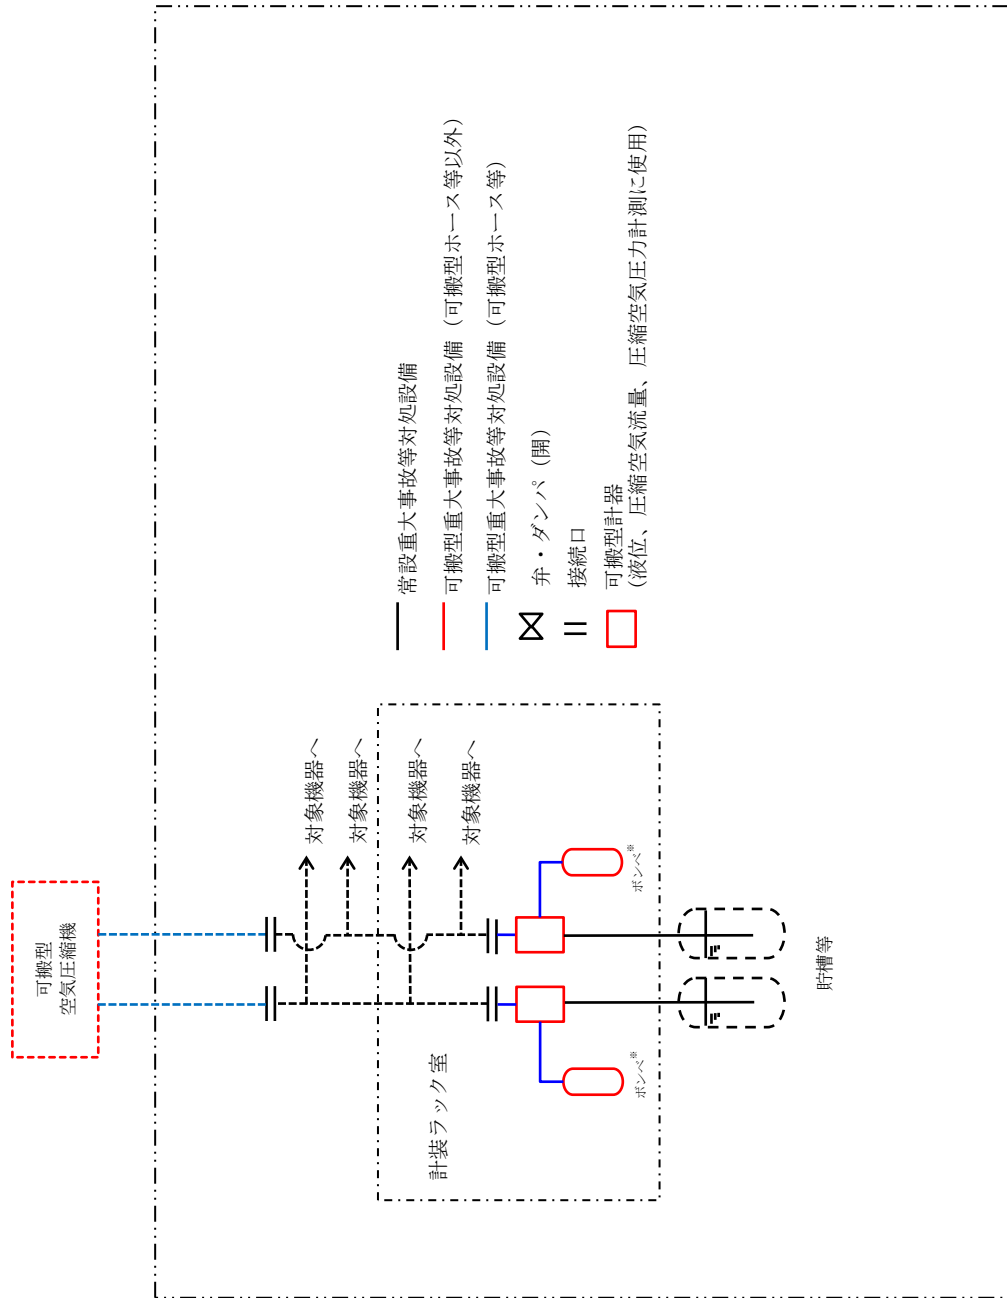 可搬型
空気圧縮機
対象機器へ
対象機器へ
対象機器へ
対象機器へ
計装ラック室
ボンベ※
ボンベ※
貯槽等
常設重大事故等対処設備
可搬型重大事故等対処設備（可搬型ホース等以外）
可搬型重大事故等対処設備（可搬型ホース等）
弁・ダンパ（開）
接続口
可搬型計器
（液位、圧縮空気流量、圧縮空気圧力計測に使用）